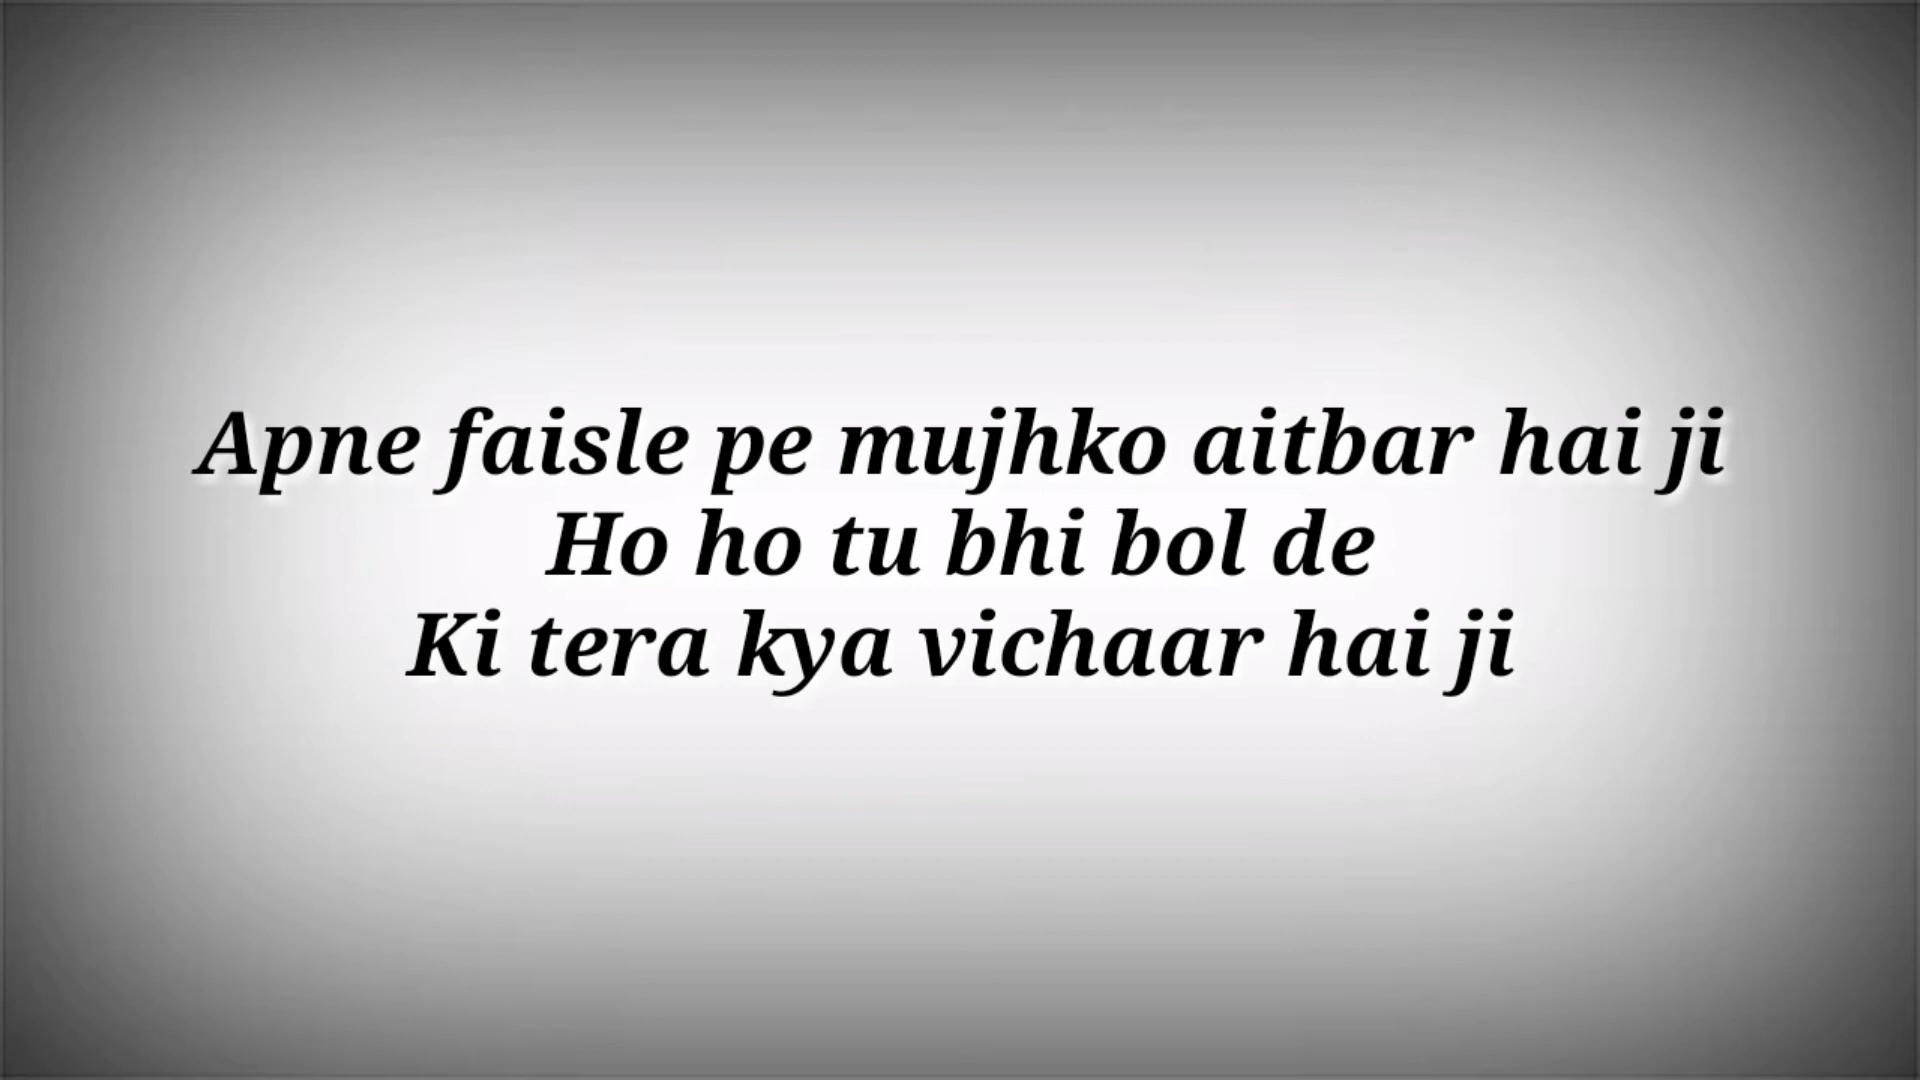 Apne faisle pe mujhko aitbar hai ji
Ho ho tu bhi bol de
Ki tera kya vichaar hai ji